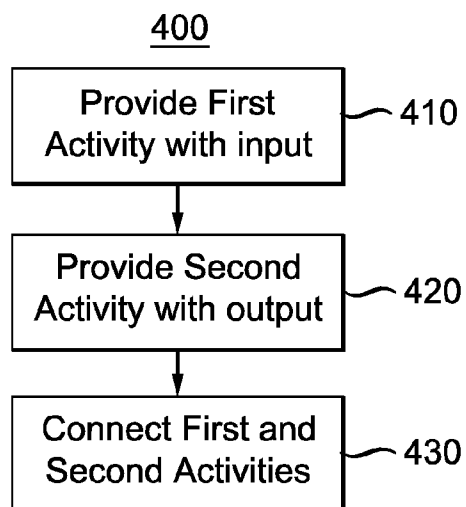 400
Provide First
Activity with input
410
Provide Second
Activity with output
420
Connect First and
Second Activities
430